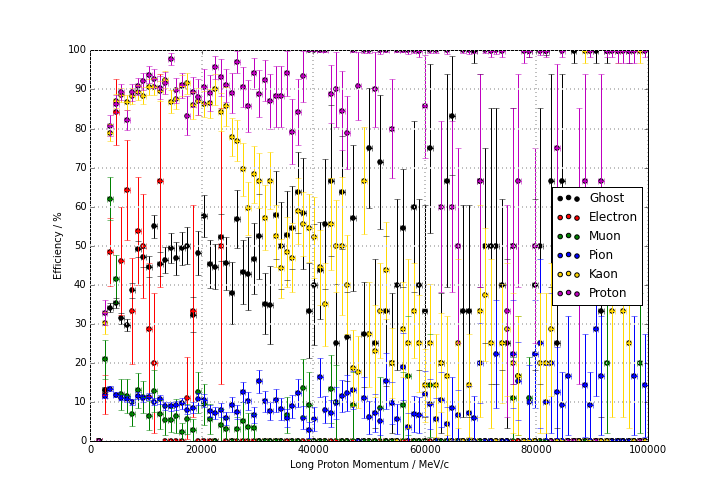 100
90
80
70
60
50
40
30
20
10
0
Efficiency / %
0
20000
40000
60000
80000
100000
Long Proton Momentum / MeV/c
Ghost
Electron
Muon
Pion
Kaon
Proton